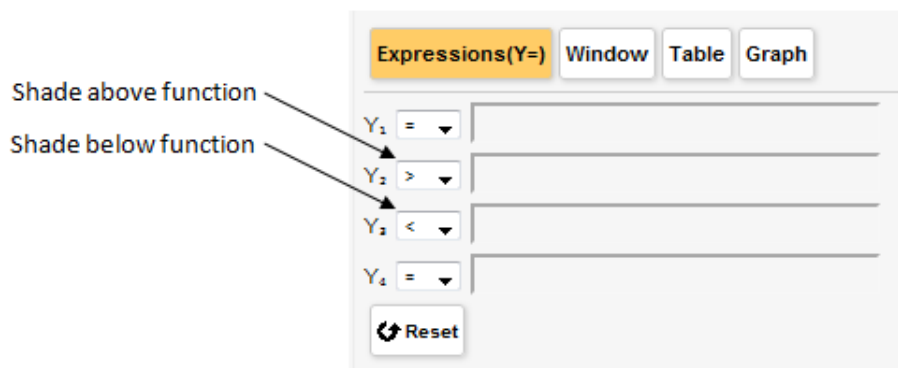 Expressions(Y=) Window Table Graph
Shade above function
Y₁ =
Shade below function
Y₂ >
Y₃ <
Y₄ =
Reset